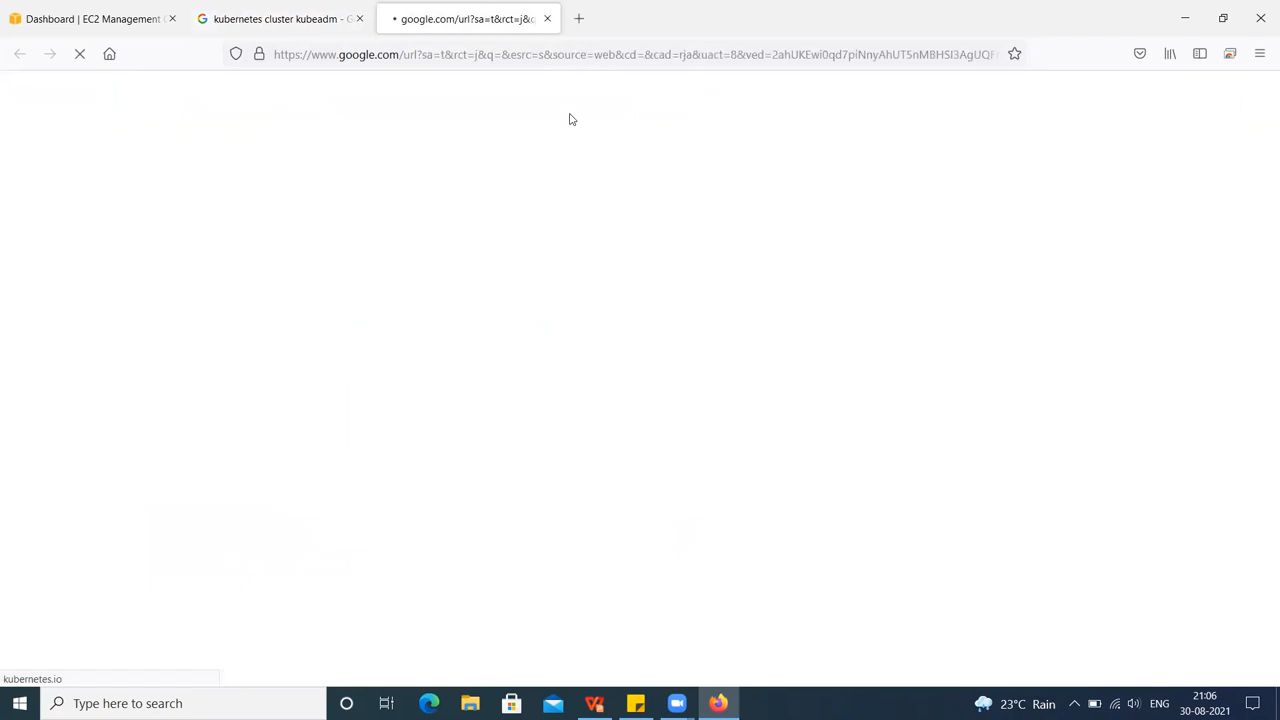 Dashboard | EC2 Management
kubernetes cluster kubeadm - G
google.com/url?sa=t&rct=j&q
https://www.google.com/url?sa=t&rct=j&q=&esrc=s&source=web&cd=&cad=rja&uact=8&ved=2ahUKEwi0qd7piNnyAhUT5nMBHSI3AgUQF
kubernetes.io
Type here to search
23°C Rain
ENG
21:06
30-08-2021